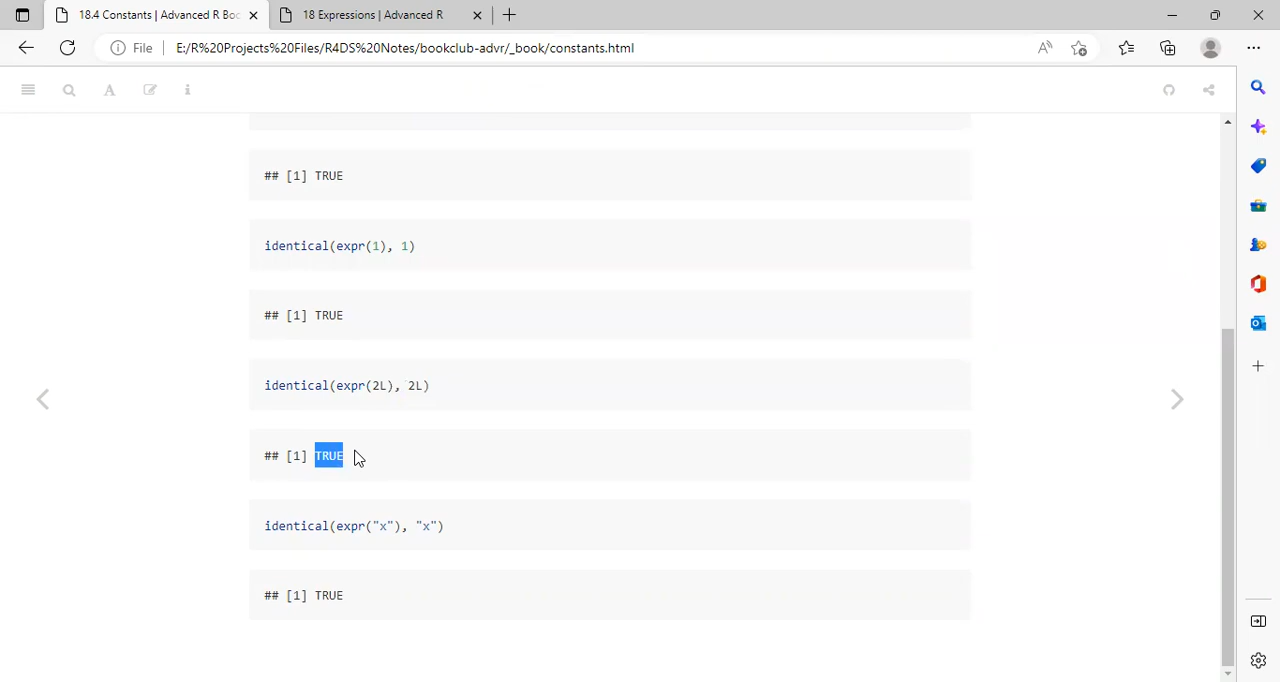 18.4 Constants | Advanced R Boo
18 Expressions | Advanced R
File
E:/R%20Projects%20Files/R4DS%20Notes/bookclub-advr/_book/constants.html
## [1] TRUE
identical(expr(1), 1)
## [1] TRUE
identical(expr(2L), 2L)
## [1] TRUE
identical(expr("x"), "x")
## [1] TRUE